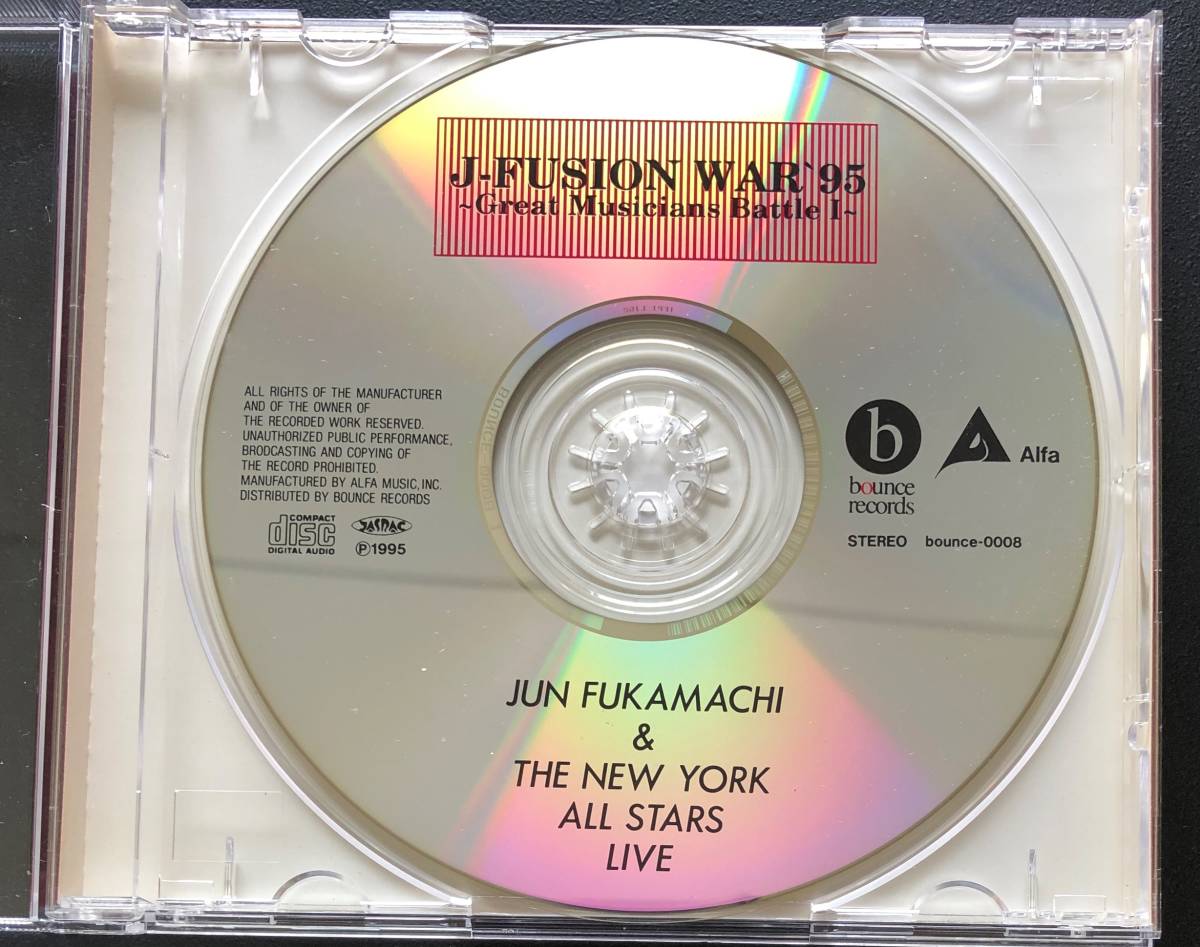 J-FUSION WAR`95
~Great Musicians Battle I~
ALL RIGHTS OF THE MANUFACTURER
AND OF THE OWNER OF
THE RECORDED WORK RESERVED.
UNAUTHORIZED PUBLIC PERFORMANCE,
BRODCASTING AND COPYING OF
THE RECORD PROHIBITED.
MANUFACTURED BY ALFA MUSIC, INC.
DISTRIBUTED BY BOUNCE RECORDS
COMPACT
disc
DIGITAL AUDIO
JASRAC
Ⓟ1995
b
bounce
records
Alfa
STEREO bounce-0008
JUN FUKAMACHI
&
THE NEW YORK
ALL STARS
LIVE